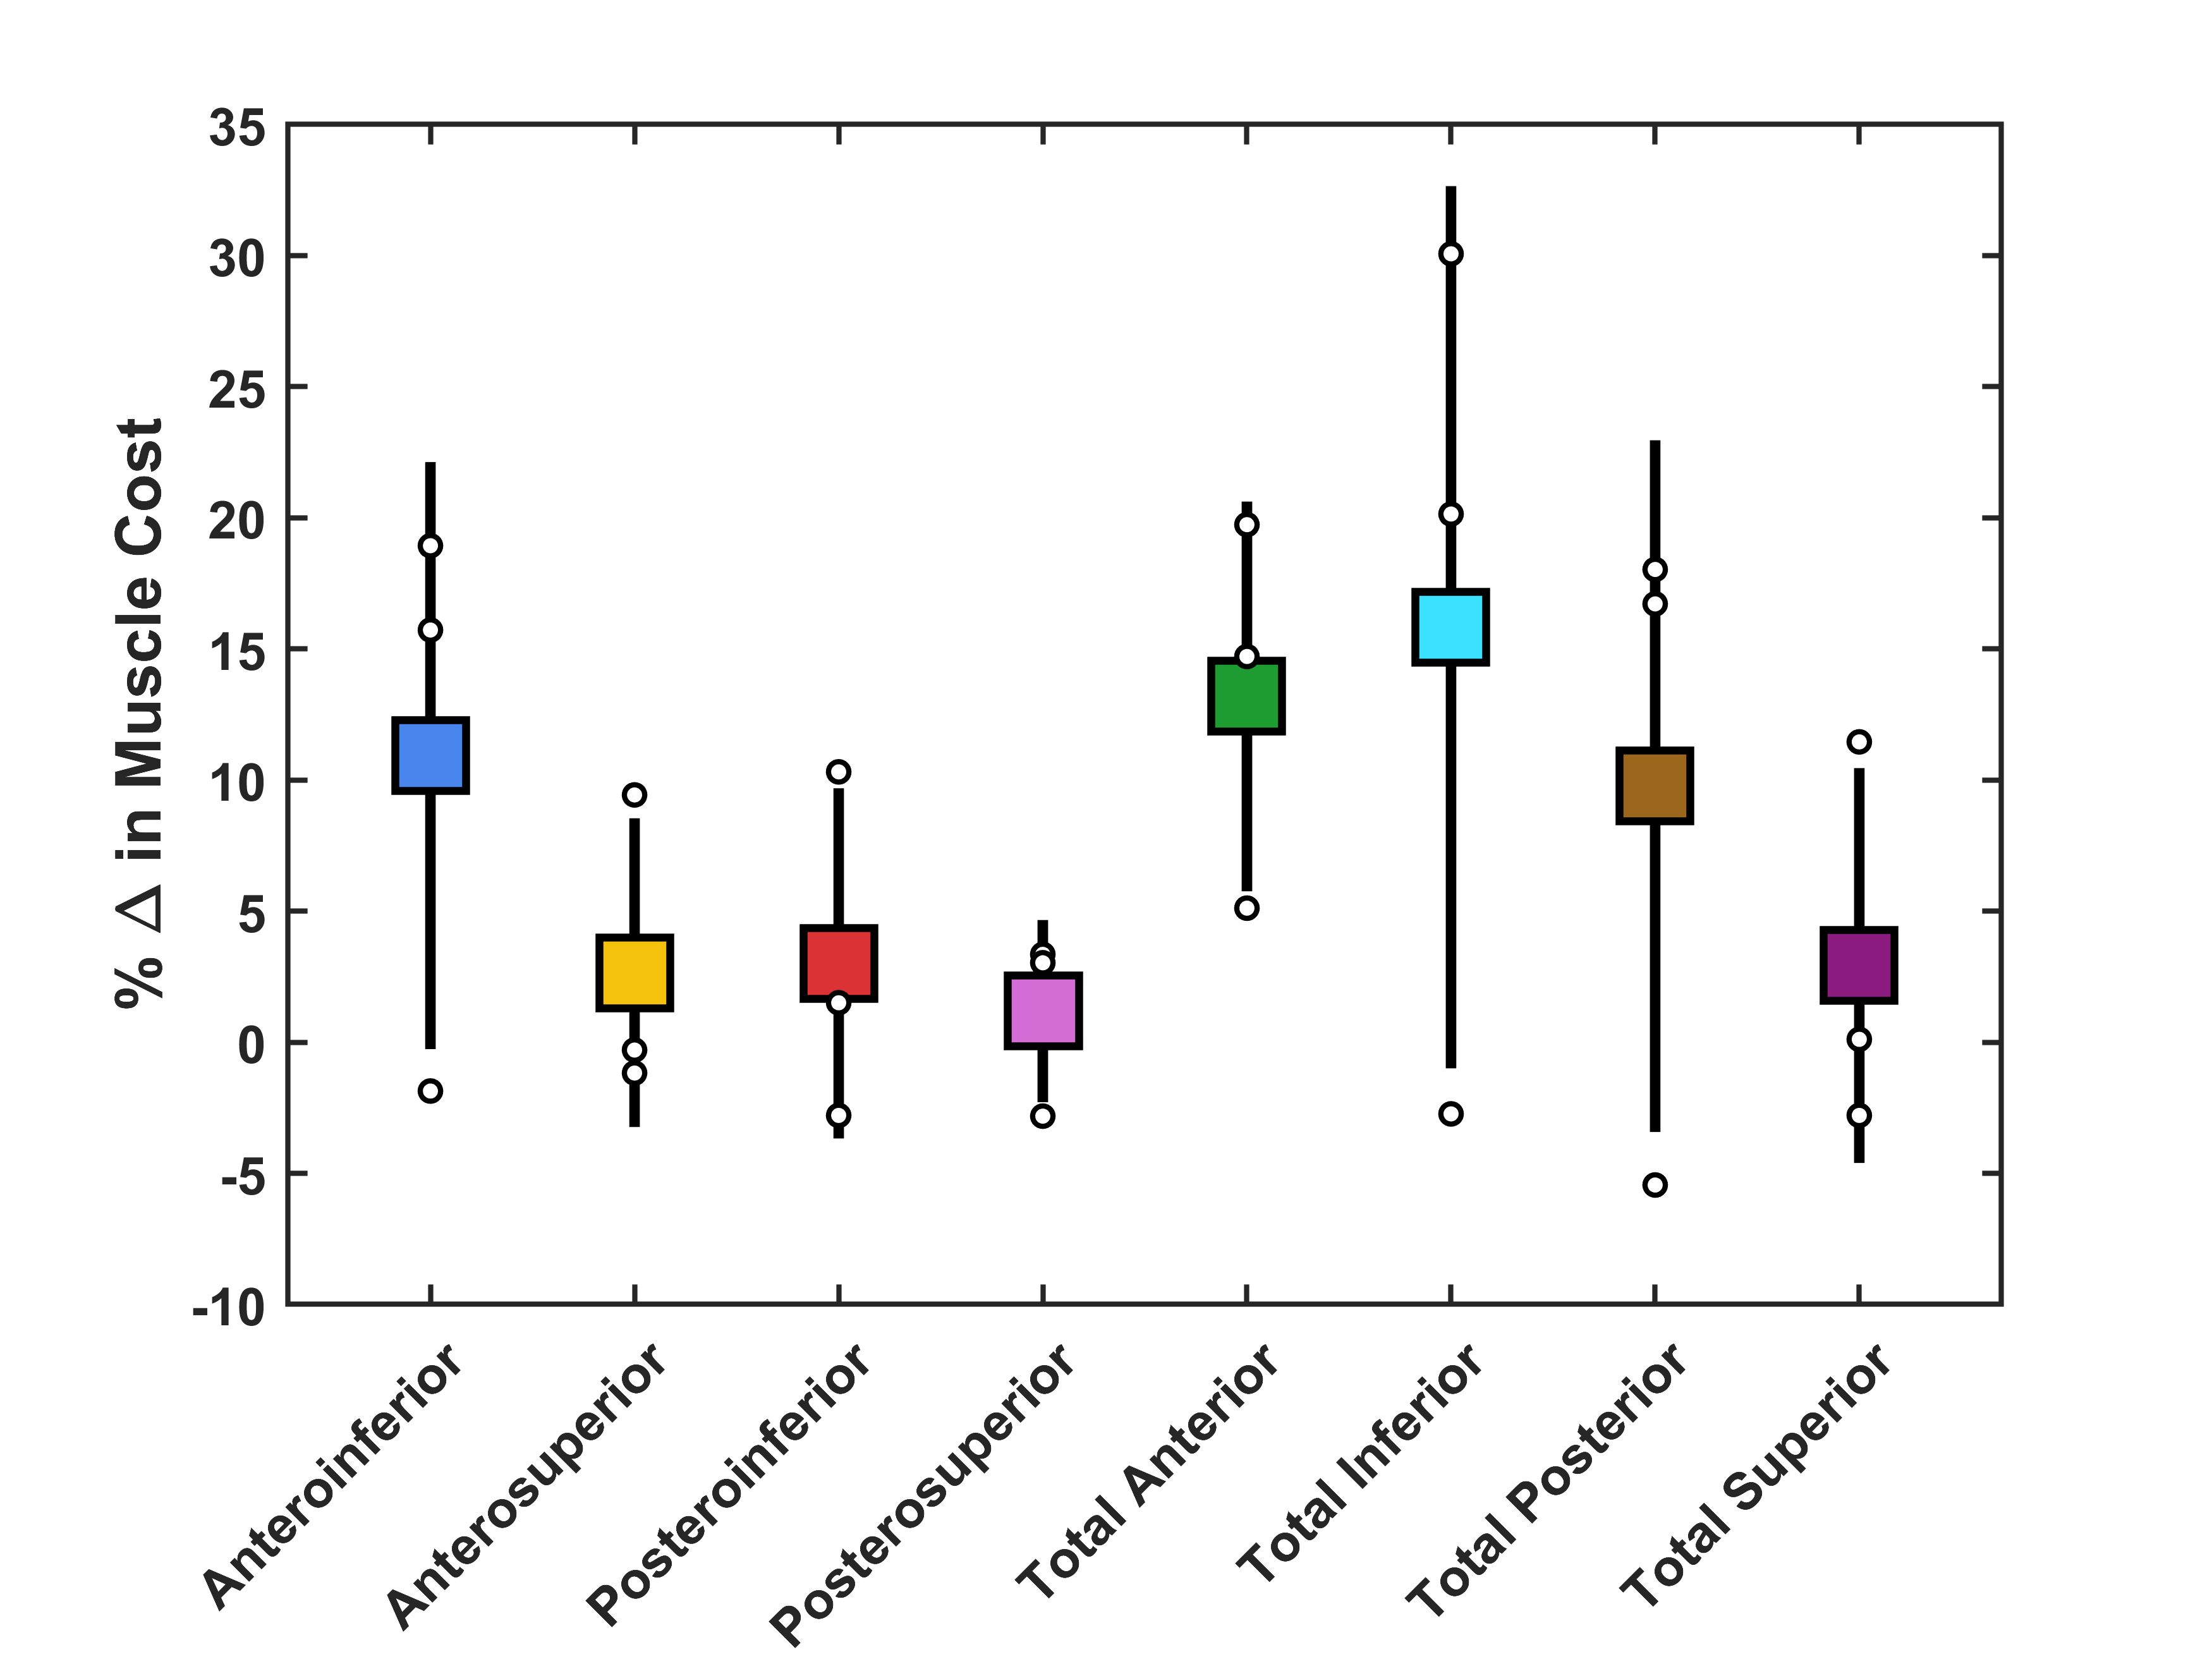 % Δ in Muscle Cost
35
30
25
20
15
10
5
0
-5
-10
Anteroinferior
Anterosuperior
Posteroinferior
Posterosuperior
Total Anterior
Total Inferior
Total Posterior
Total Superior